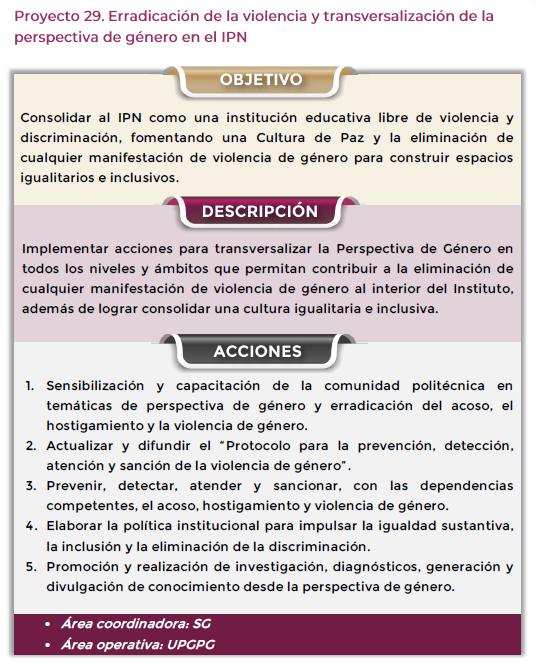 Proyecto 29. Erradicación de la violencia y transversalización de la
perspectiva de género en el IPN
OBJETIVO
Consolidar al IPN como una institución educativa libre de violencia y
discriminación, fomentando una Cultura de Paz y la eliminación de
cualquier manifestación de violencia de género para construir espacios
igualitarios e inclusivos.
DESCRIPCIÓN
Implementar acciones para transversalizar la Perspectiva de Género en
todos los niveles y ámbitos que permitan contribuir a la eliminación de
cualquier manifestación de violencia de género al interior del Instituto,
además de lograr consolidar una cultura igualitaria e inclusiva.
ACCIONES
1. Sensibilización y capacitación de la comunidad politécnica en
temáticas de perspectiva de género y erradicación del acoso, el
hostigamiento y la violencia de género.
2. Actualizar y difundir el “Protocolo para la prevención, detección,
atención y sanción de la violencia de género”.
3. Prevenir, detectar, atender y sancionar, con las dependencias
competentes, el acoso, hostigamiento y violencia de género.
4. Elaborar la política institucional para impulsar la igualdad sustantiva,
la inclusión y la eliminación de la discriminación.
5. Promoción y realización de investigación, diagnósticos, generación y
divulgación de conocimiento desde la perspectiva de género.
• Área coordinadora: SG
• Área operativa: UPGPG